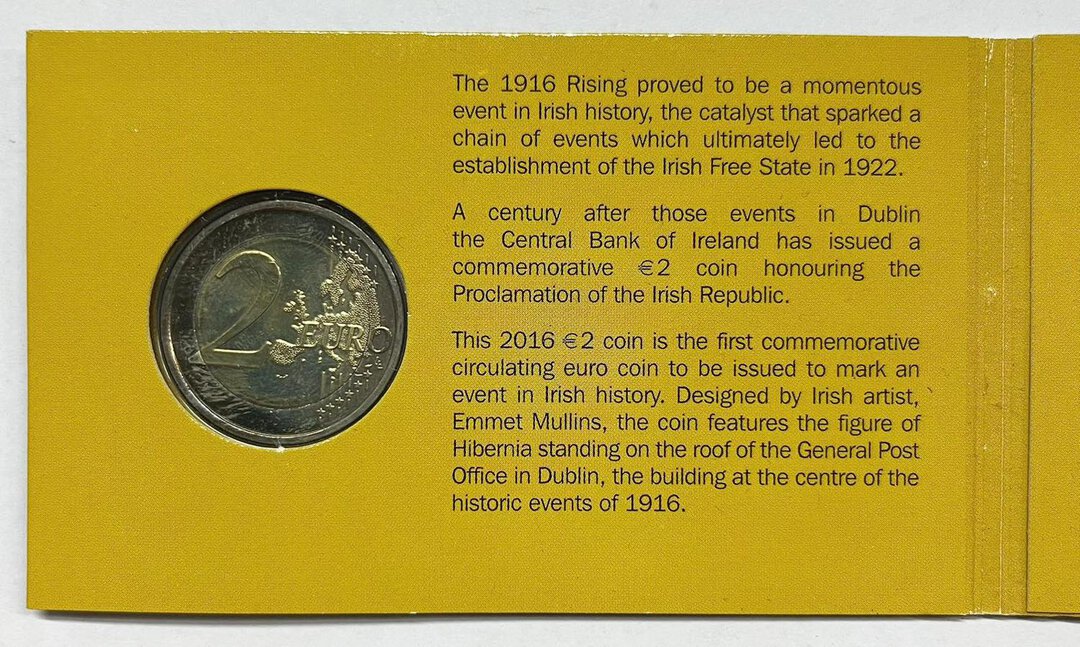 The 1916 Rising proved to be a momentous
event in Irish history, the catalyst that sparked a
chain of events which ultimately led to the
establishment of the Irish Free State in 1922.
A century after those events in Dublin
the Central Bank of Ireland has issued a
commemorative €2 coin honouring the
Proclamation of the Irish Republic.
This 2016 €2 coin is the first commemorative
circulating euro coin to be issued to mark an
event in Irish history. Designed by Irish artist,
Emmet Mullins, the coin features the figure of
Hibernia standing on the roof of the General Post
Office in Dublin, the building at the centre of the
historic events of 1916.
2 EURO